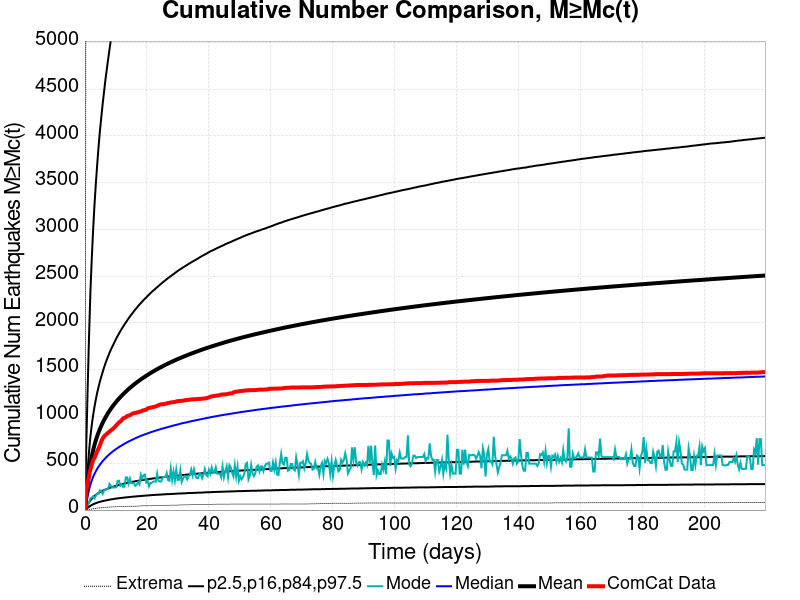 Cumulative Number Comparison, M≥Mc(t)
Cumulative Num Earthquakes M≥Mc(t)
5000
4500
4000
3500
3000
2500
2000
1500
1000
500
0
0 20 40 60 80 100 120 140 160 180 200
Time (days)
Extrema p2.5,p16,p84,p97.5 Mode Median Mean ComCat Data